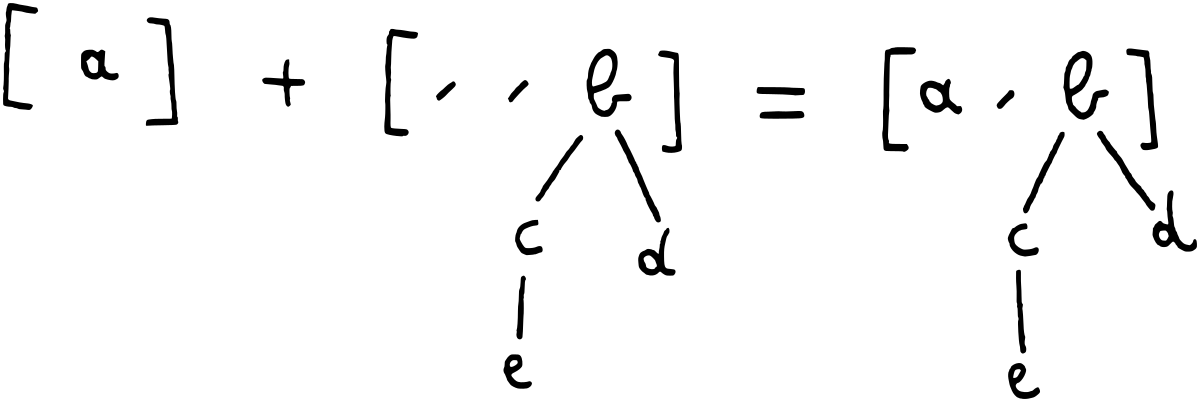 [ a ] + [ , , b ] = [ a , b ]
c d c d
e e